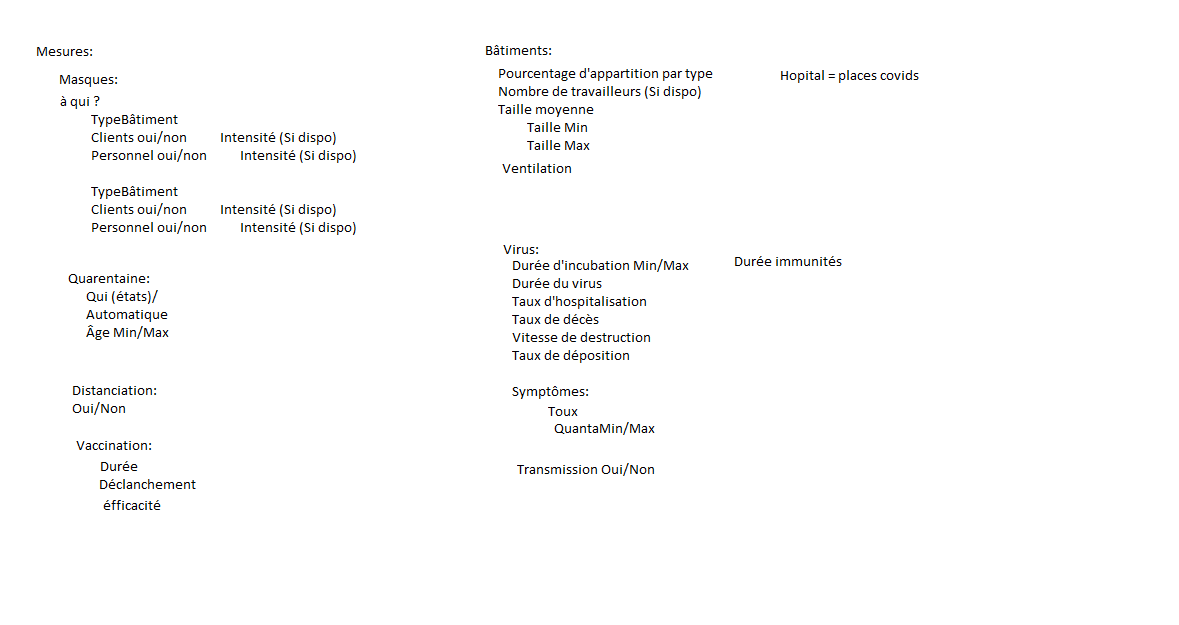 Mesures:
Masques:
à qui ?
TypeBâtiment
Clients oui/non Intensité (Si dispo)
Personnel oui/non Intensité (Si dispo)
TypeBâtiment
Clients oui/non Intensité (Si dispo)
Personnel oui/non Intensité (Si dispo)
Quarentaine:
Qui (états)/
Automatique
Âge Min/Max
Distanciation:
Oui/Non
Vaccination:
Durée
Déclanchement
éfficacité
Bâtiments:
Pourcentage d'appartition par type
Hopital = places covids
Nombre de travailleurs (Si dispo)
Taille moyenne
Taille Min
Taille Max
Ventilation
Virus:
Durée d'incubation Min/Max
Durée immunités
Durée du virus
Taux d'hospitalisation
Taux de décès
Vitesse de destruction
Taux de déposition
Symptômes:
Toux
QuantaMin/Max
Transmission Oui/Non